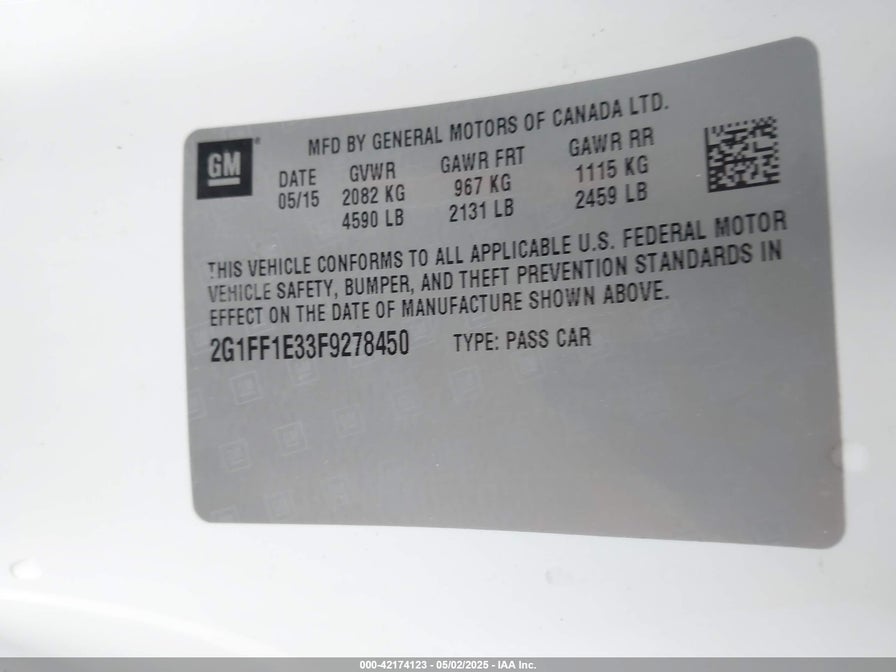 GM
MFD BY GENERAL MOTORS OF CANADA LTD.
DATE GVWR GAWR FRT GAWR RR
05/15 2082 KG 967 KG 1115 KG
4590 LB 2131 LB 2459 LB
THIS VEHICLE CONFORMS TO ALL APPLICABLE U.S. FEDERAL MOTOR
VEHICLE SAFETY, BUMPER, AND THEFT PREVENTION STANDARDS IN
EFFECT ON THE DATE OF MANUFACTURE SHOWN ABOVE.
2G1FF1E33F9278450 TYPE: PASS CAR
000-42174123 - 05/02/2025 - IAA Inc.